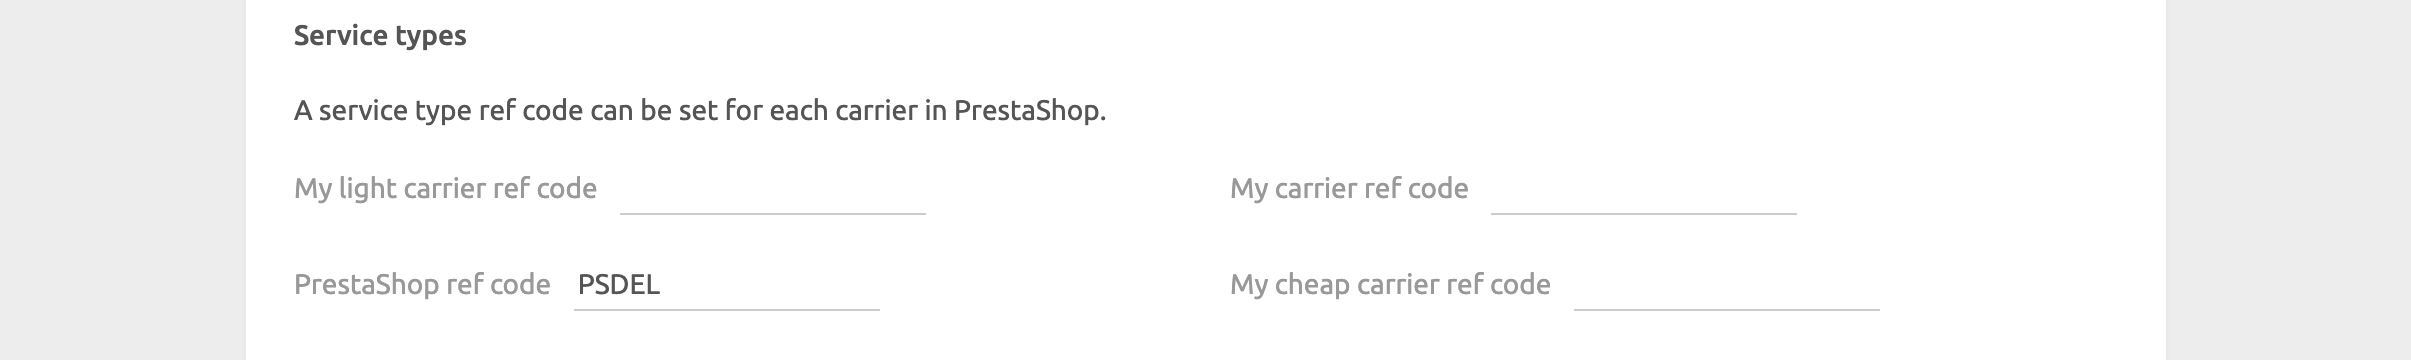 Service types
A service type ref code can be set for each carrier in PrestaShop.
My light carrier ref code
My carrier ref code
PrestaShop ref code PSDEL
My cheap carrier ref code